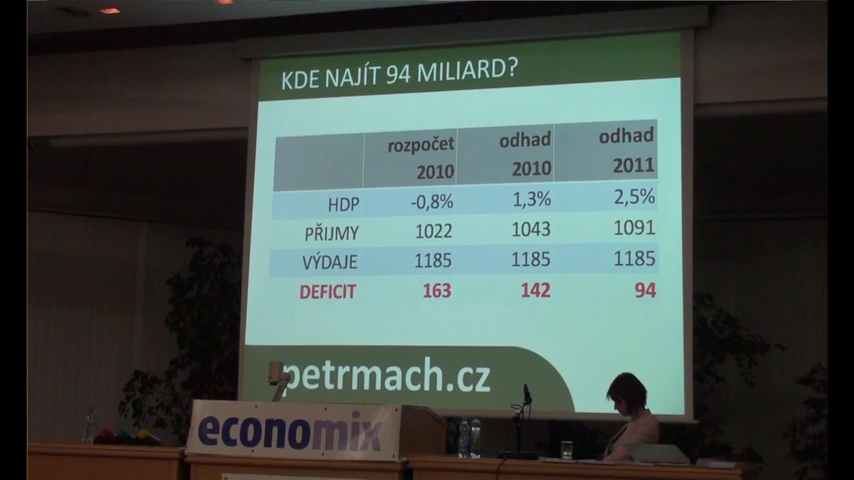 KDE NAJÍT 94 MILIARD?
rozpočet 2010 odhad 2010 odhad 2011
HDP -0,8% 1,3% 2,5%
PŘIJMY 1022 1043 1091
VÝDAJE 1185 1185 1185
DEFICIT 163 142 94
petrmach.cz
economix